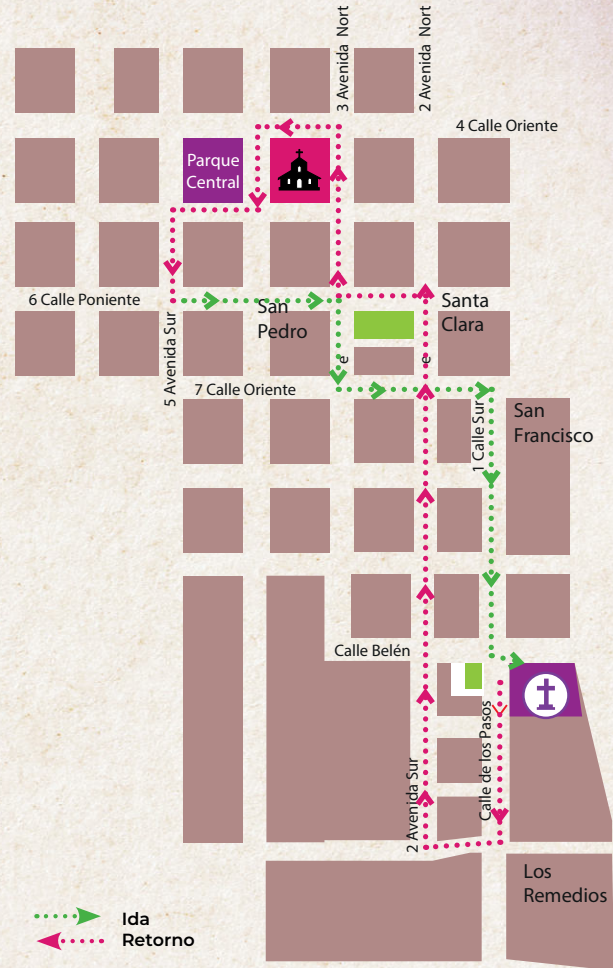 3 Avenida Nort
2 Avenida Nort
4 Calle Oriente
Parque
Central
6 Calle Poniente
San
Pedro
Santa
Clara
e
e
5 Avenida Sur
7 Calle Oriente
1 Calle Sur
San
Francisco
Calle Belén
Calle de los Pasos
2 Avenida Sur
Los
Remedios
Ida
Retorno